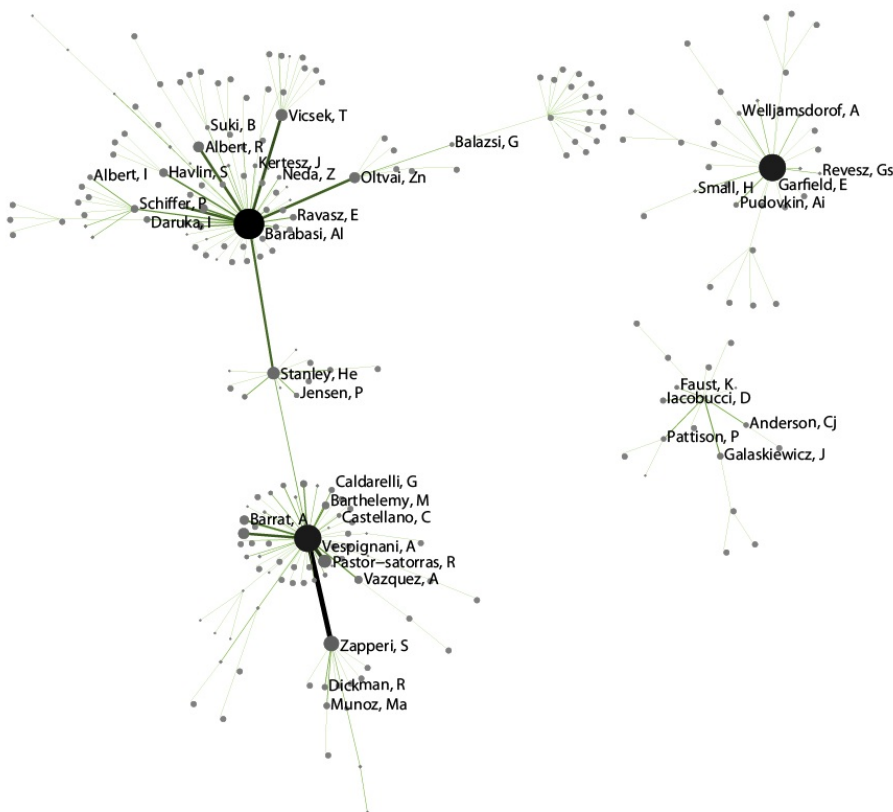 Vicsek, T
Suki, B
Albert, R
Kertesz, J
Albert, I
Havlin, S
Neda, Z
Oltvai, Zn
Balazsi, G
Schiffer, P
Daruka, I
Ravasz, E
Barabasi, Al
Welljamsdorof, A
Revesz, Gs
Small, H
Garfield, E
Pudovkin, Ai
Stanley, He
Jensen, P
Faust, K
Iacobucci, D
Anderson, Cj
Pattison, P
Galaskiewicz, J
Caldarelli, G
Barthelemy, M
Barrat, A
Castellano, C
Vespignani, A
Pastor-satorras, R
Vazquez, A
Zapperi, S
Dickman, R
Munoz, Ma